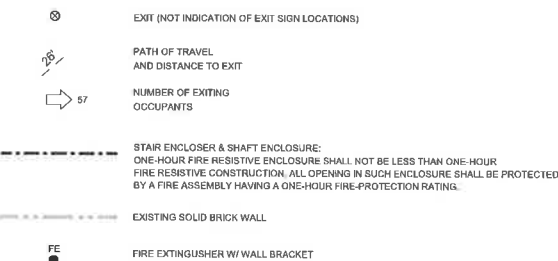 EXIT (NOT INDICATION OF EXIT SIGN LOCATIONS)
26'
PATH OF TRAVEL
AND DISTANCE TO EXIT
57
NUMBER OF EXITING
OCCUPANTS
STAIR ENCLOSER & SHAFT ENCLOSURE:
ONE-HOUR FIRE RESISTIVE ENCLOSURE SHALL NOT BE LESS THAN ONE-HOUR
FIRE RESISTIVE CONSTRUCTION, ALL OPENING IN SUCH ENCLOSURE SHALL BE PROTECTED
BY A FIRE ASSEMBLY HAVING A ONE-HOUR FIRE-PROTECTION RATING.
EXISTING SOLID BRICK WALL
FE
FIRE EXTINGUSHER W/ WALL BRACKET